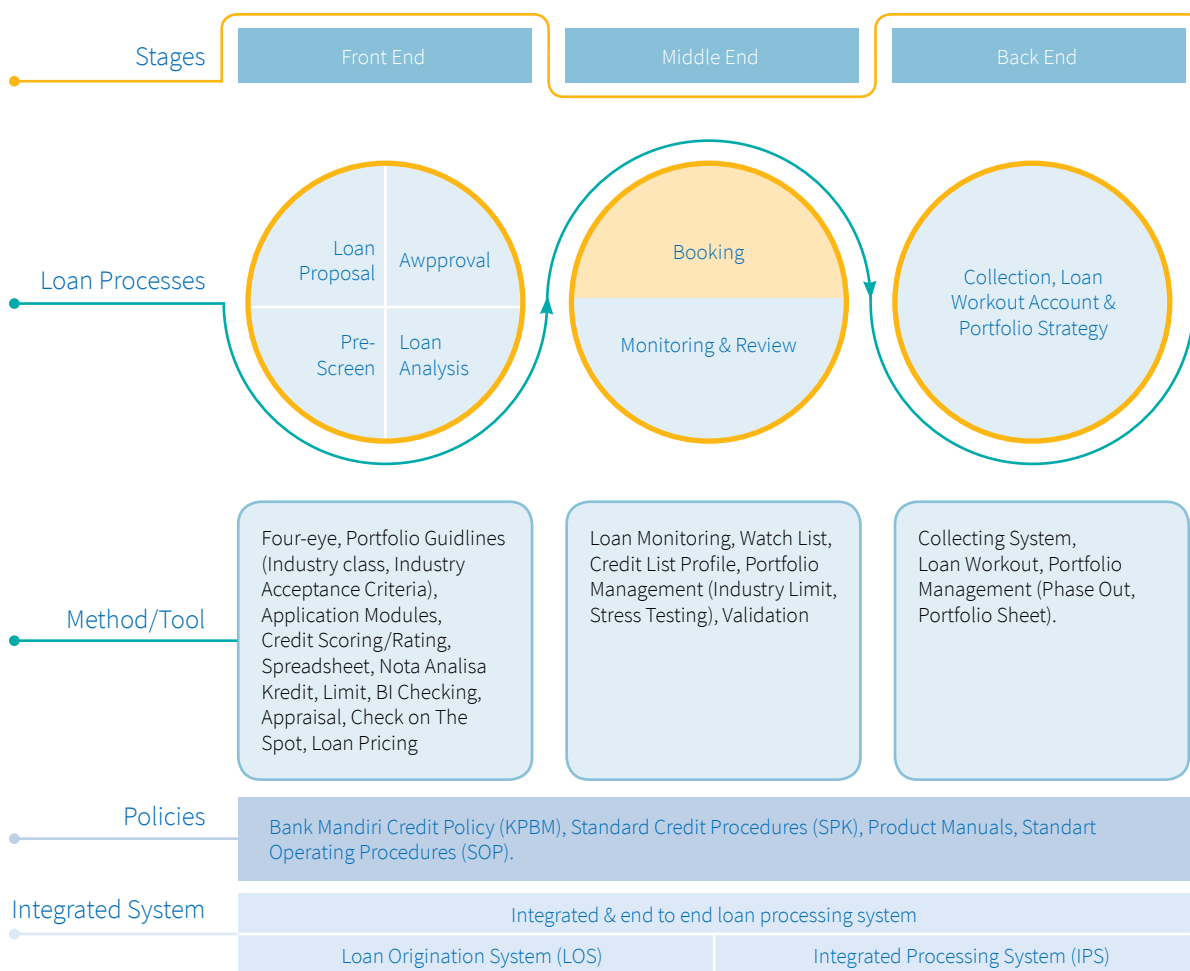 Stages
Front End
Middle End
Back End
Loan Processes
Loan
Proposal
Awpproval
Pre-
Screen
Loan
Analysis
Booking
Monitoring & Review
Collection, Loan
Workout Account &
Portfolio Strategy
Method/Tool
Four-eye, Portfolio Guidlines
(Industry class, Industry
Acceptance Criteria),
Application Modules,
Credit Scoring/Rating,
Spreadsheet, Nota Analisa
Kredit, Limit, BI Checking,
Appraisal, Check on The
Spot, Loan Pricing
Loan Monitoring, Watch List,
Credit List Profile, Portfolio
Management (Industry Limit,
Stress Testing), Validation
Collecting System,
Loan Workout, Portfolio
Management (Phase Out,
Portfolio Sheet).
Policies
Bank Mandiri Credit Policy (KPBM), Standard Credit Procedures (SPK), Product Manuals, Standart
Operating Procedures (SOP).
Integrated System
Integrated & end to end loan processing system
Loan Origination System (LOS)
Integrated Processing System (IPS)